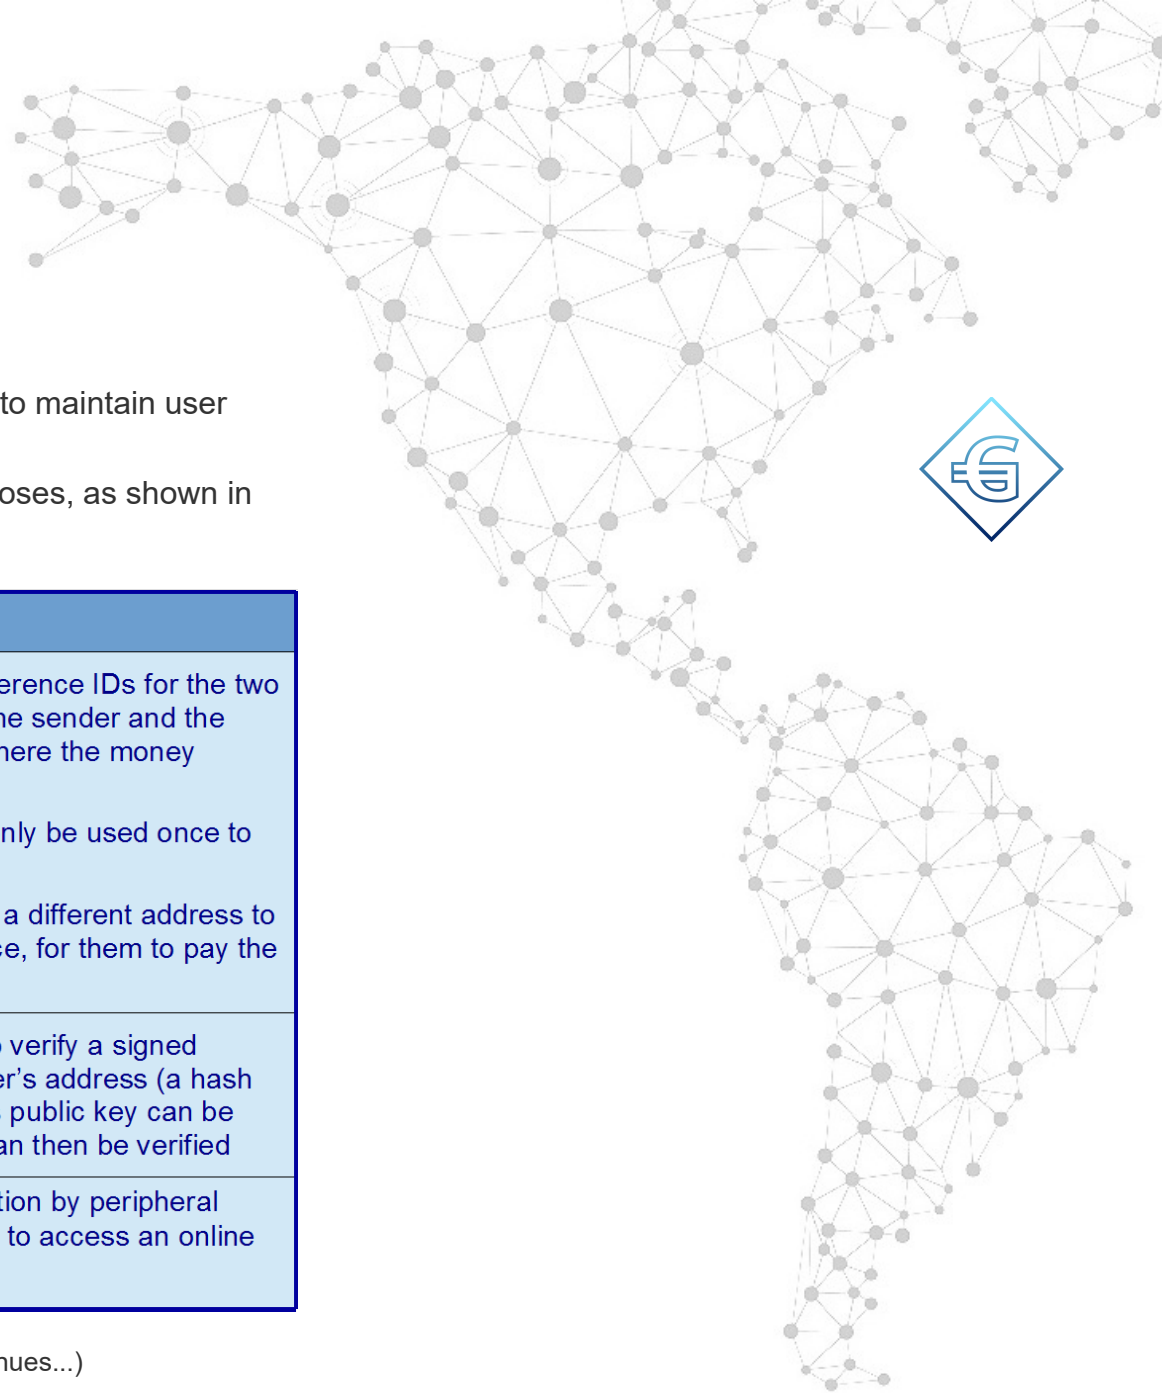 to maintain user
oses, as shown in
erence IDs for the two
ne sender and the
here the money
nly be used once to
a different address to
ce, for them to pay the
o verify a signed
er's address (a hash
s public key can be
an then be verified
tion by peripheral
to access an online
nues...)